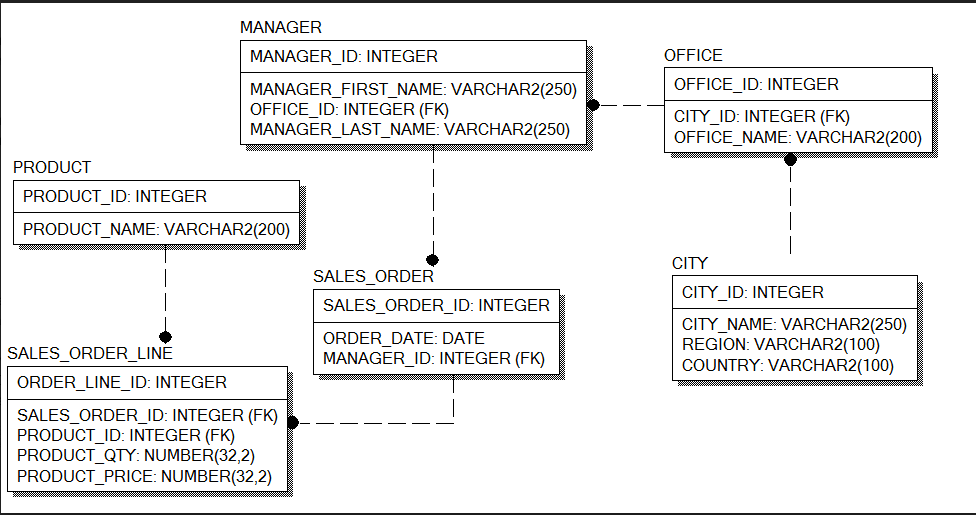 MANAGER
MANAGER_ID: INTEGER
MANAGER_FIRST_NAME: VARCHAR2(250)
OFFICE_ID: INTEGER (FK)
MANAGER_LAST_NAME: VARCHAR2(250)
OFFICE
OFFICE_ID: INTEGER
CITY_ID: INTEGER (FK)
OFFICE_NAME: VARCHAR2(200)
PRODUCT
PRODUCT_ID: INTEGER
PRODUCT_NAME: VARCHAR2(200)
SALES_ORDER
SALES_ORDER_ID: INTEGER
ORDER_DATE: DATE
MANAGER_ID: INTEGER (FK)
CITY
CITY_ID: INTEGER
CITY_NAME: VARCHAR2(250)
REGION: VARCHAR2(100)
COUNTRY: VARCHAR2(100)
SALES_ORDER_LINE
ORDER_LINE_ID: INTEGER
SALES_ORDER_ID: INTEGER (FK)
PRODUCT_ID: INTEGER (FK)
PRODUCT_QTY: NUMBER(32,2)
PRODUCT_PRICE: NUMBER(32,2)